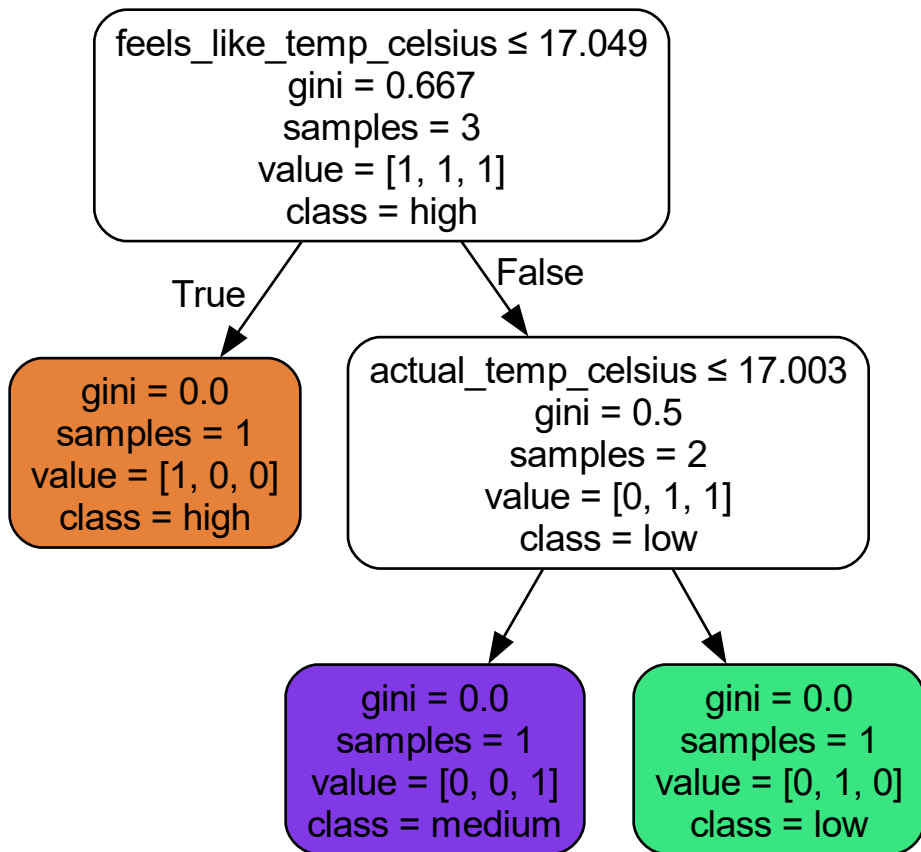 feels_like_temp_celsius ≤ 17.049
gini = 0.667
samples = 3
value = [1, 1, 1]
class = high
True
False
gini = 0.0
samples = 1
value = [1, 0, 0]
class = high
actual_temp_celsius ≤ 17.003
gini = 0.5
samples = 2
value = [0, 1, 1]
class = low
gini = 0.0
samples = 1
value = [0, 0, 1]
class = medium
gini = 0.0
samples = 1
value = [0, 1, 0]
class = low